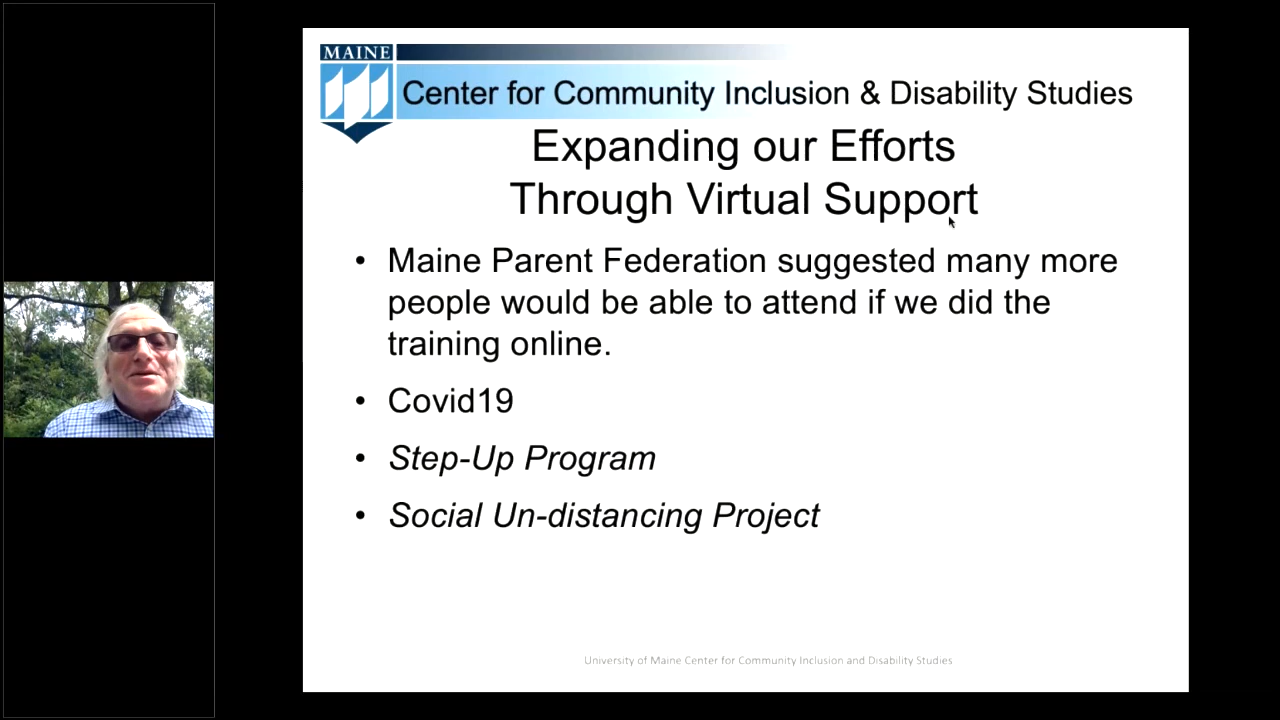 MAINE
Center for Community Inclusion & Disability Studies
Expanding our Efforts
Through Virtual Support
• Maine Parent Federation suggested many more
people would be able to attend if we did the
training online.
• Covid19
• Step-Up Program
• Social Un-distancing Project
University of Maine Center for Community Inclusion and Disability Studies